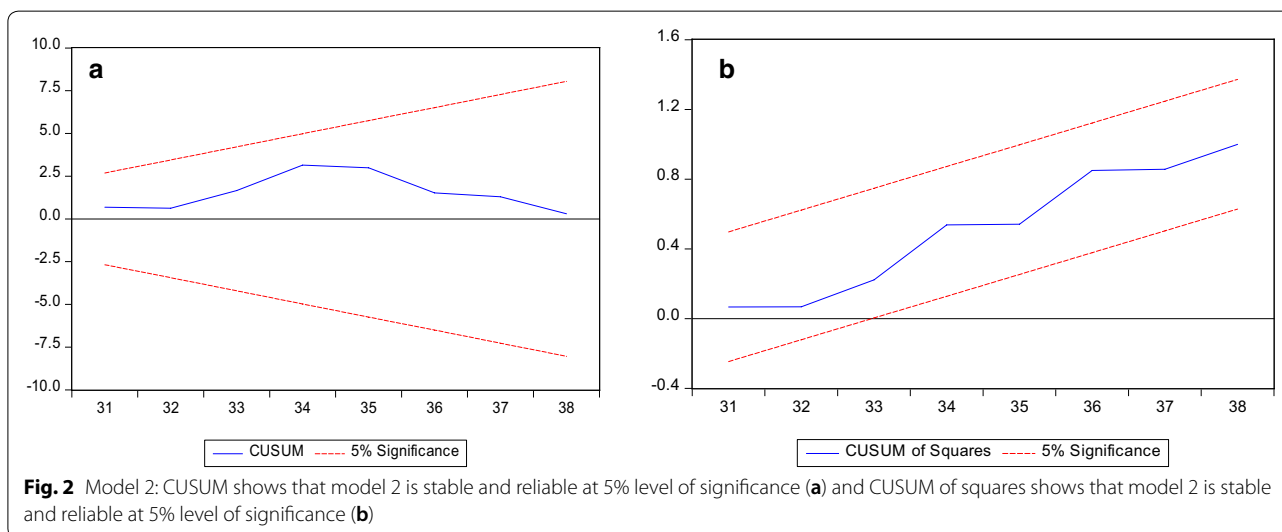 a
10.0
7.5
5.0
2.5
0.0
-2.5
-5.0
-7.5
-10.0
31 32 33 34 35 36 37 38
CUSUM 5% Significance
b
1.6
1.2
0.8
0.4
0.0
-0.4
31 32 33 34 35 36 37 38
CUSUM of Squares 5% Significance
Fig. 2 Model 2: CUSUM shows that model 2 is stable and reliable at 5% level of significance (a) and CUSUM of squares shows that model 2 is stable
and reliable at 5% level of significance (b)